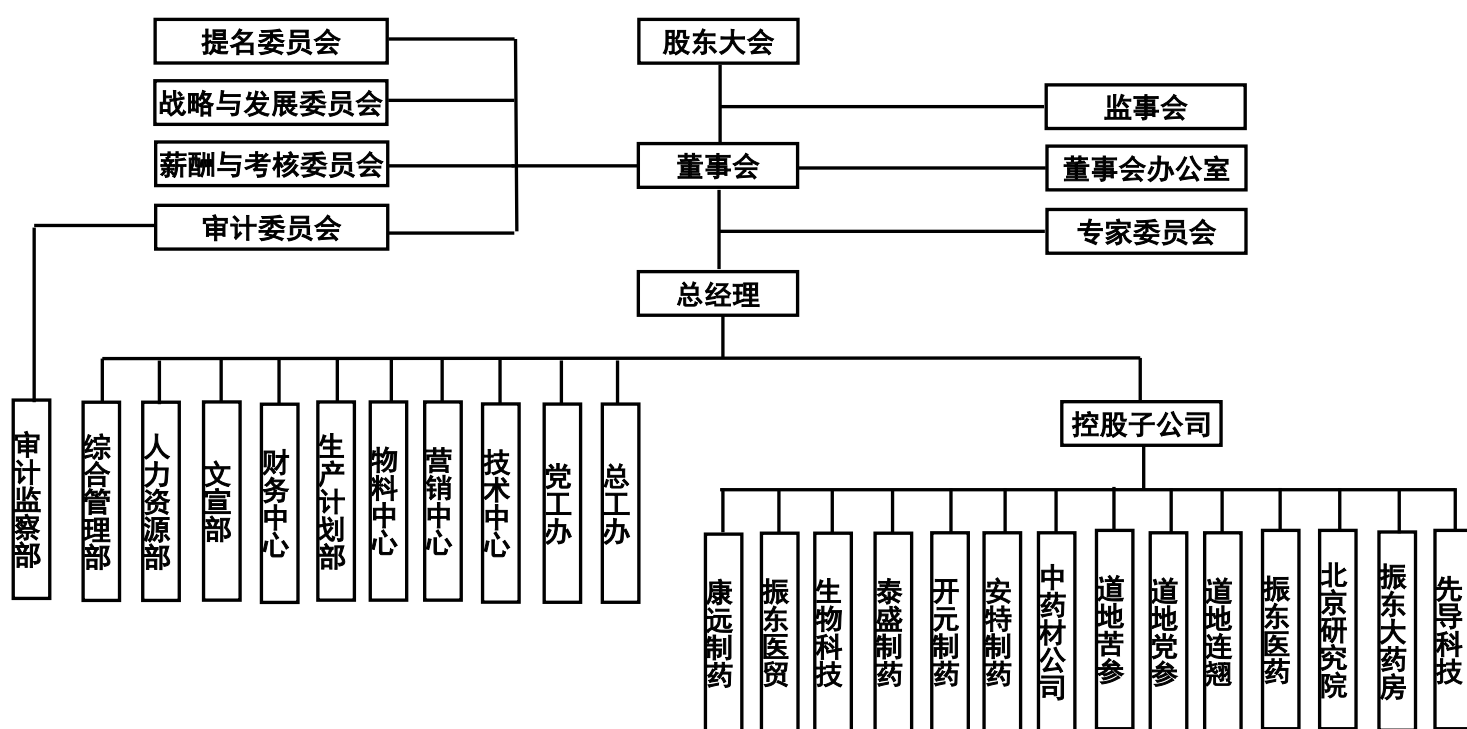 提名委员会
股东大会
战略与发展委员会
监事会
薪酬与考核委员会
董事会
董事会办公室
审计委员会
专家委员会
总经理
控股子公司
审计监察部
综合管理部
人力资源部
文宣部
财务中心
生产计划部
物料中心
营销中心
技术中心
党工办
总工办
康远制药
振东医贸
生物科技
泰盛制药
开元制药
安特制药
中药材公司
道地苦参
道地党参
道地连翘
振东医药
北京研究院
振东大药房
先导科技